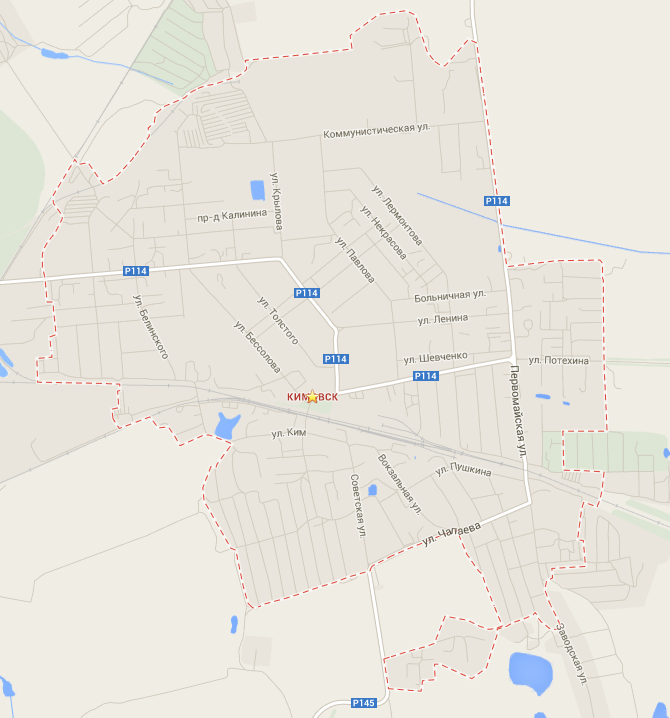 Коммунистическая ул.
ул. Крылова
ул. Лермонтова
Р114
ул. Некрасова
пр-д Калинина
ул. Павлова
Р114
Р114
Больничная ул.
ул. Белинского
ул. Толстого
ул. Ленина
ул. Бессолова
Р114
ул. Шевченко
ул. Потехина
Р114
Первомайская ул.
КИМОВСК
ул. Ким
Вокзальная ул.
ул. Пушкина
Советская ул.
ул. Чапаева
Заводская ул.
Р145